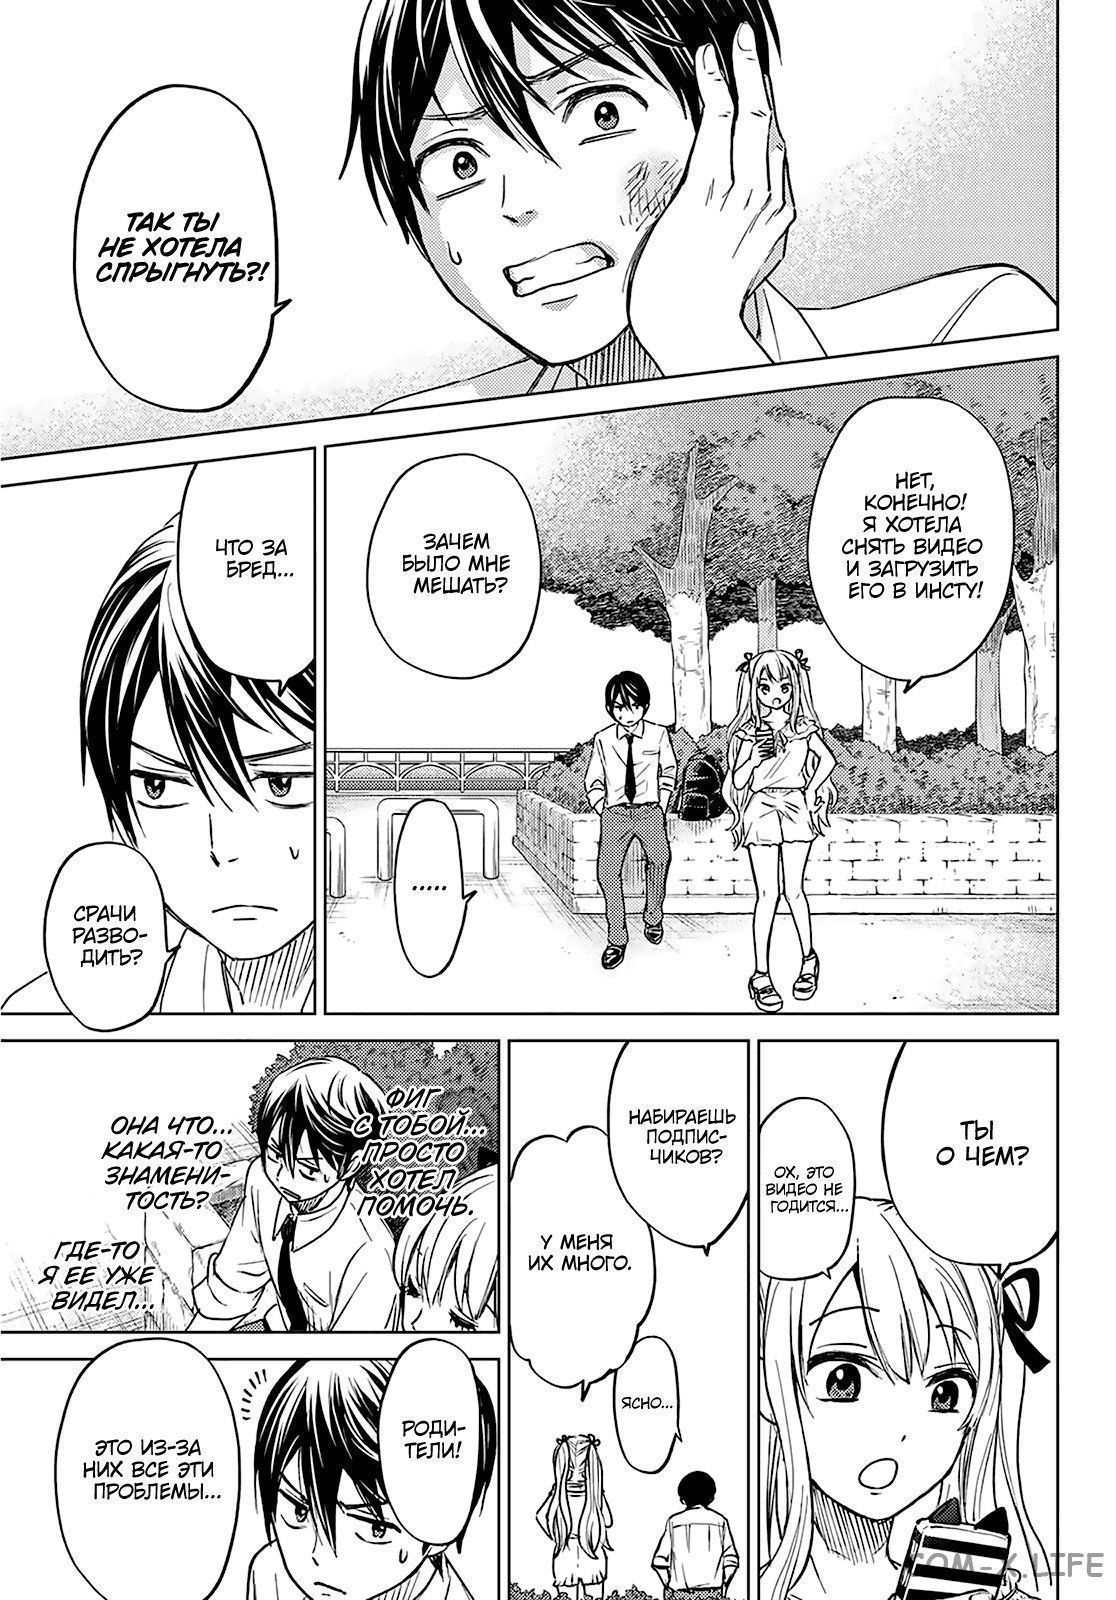 ТАК ТЫ
НЕ ХОТЕЛА
СПРЫГНУТЬ?!
НЕТ,
КОНЕЧНО!
Я ХОТЕЛА
СНЯТЬ ВИДЕО
И ЗАГРУЗИТЬ
ЕГО В ИНСТУ!
ЗАЧЕМ
БЫЛО МНЕ
МЕШАТЬ?
......
ЧТО ЗА
БРЕД...
СРАЧИ
РАЗВО-
ДИТЬ?
ТЫ
О ЧЕМ?
ОХ, ЭТО
ВИДЕО НЕ
ГОДИТСЯ...
НАБИРАЕШЬ
ПОДПИС-
ЧИКОВ?
У МЕНЯ
ИХ МНОГО.
ЯСНО...
ФИГ
С ТОБОЙ...
ПРОСТО
ХОТЕЛ
ПОМОЧЬ.
ОНА ЧТО...
КАКАЯ-ТО
ЗНАМЕНИ-
ТОСТЬ?
ГДЕ-ТО
Я ЕЕ УЖЕ
ВИДЕЛ...
РОДИ-
ТЕЛИ!
ЭТО ИЗ-ЗА
НИХ ВСЕ ЭТИ
ПРОБЛЕМЫ...
COM-X.LIFE